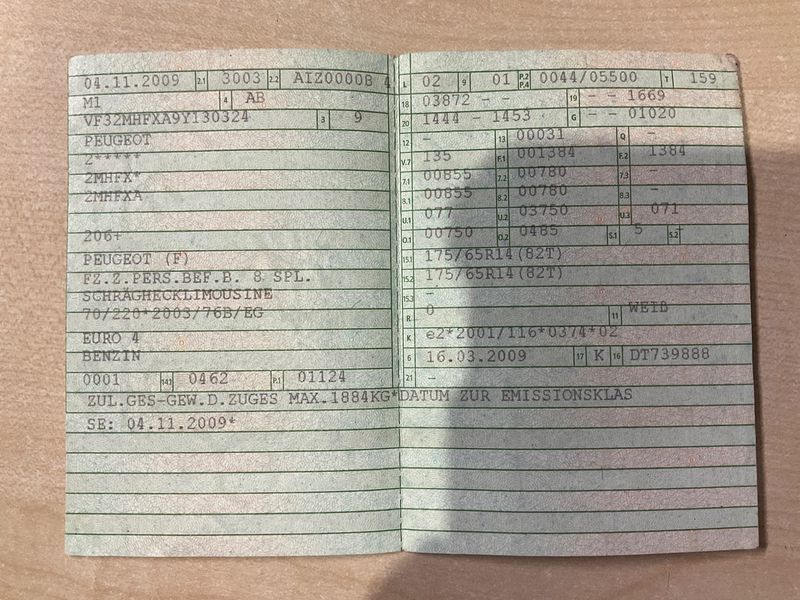 04.11.2009 2.1 3003 2.2 AIZ0000B 4
M1 4 AB
VF32MHFXA9Y130324 3 9
PEUGEOT
2*****
2MHFX*
2MHFXA
206+
PEUGEOT (F)
FZ.Z.PERS.BEF.B. 8 SPL.
SCHRÄGHECKLIMOUSINE
70/220*2003/76B/EG
EURO 4
BENZIN
0001 14.1 0462 P.1 01124
L 02 9 01 P.2 P.4 0044/05500 T 159
18 03872 - - 19 - - 1669
20 1444 - 1453 G - - 01020
12 - 13 00031 Q -
V.7 135 F.1 001384 F.2 1384
7.1 00855 7.2 00780 7.3 -
8.1 00855 8.2 00780 8.3 -
U.1 077 U.2 03750 U.3 071
O.1 00750 O.2 0485 S.1 5 S.2
15.1 175/65R14(82T)
15.2 175/65R14(82T)
15.3 -
R 0 11 WEIß
K e2*2001/116*0374*02
6 16.03.2009 17 K 16 DT739888
21 -
ZUL.GES-GEW.D.ZUGES MAX.1884KG*DATUM ZUR EMISSIONSKLAS
SE: 04.11.2009*